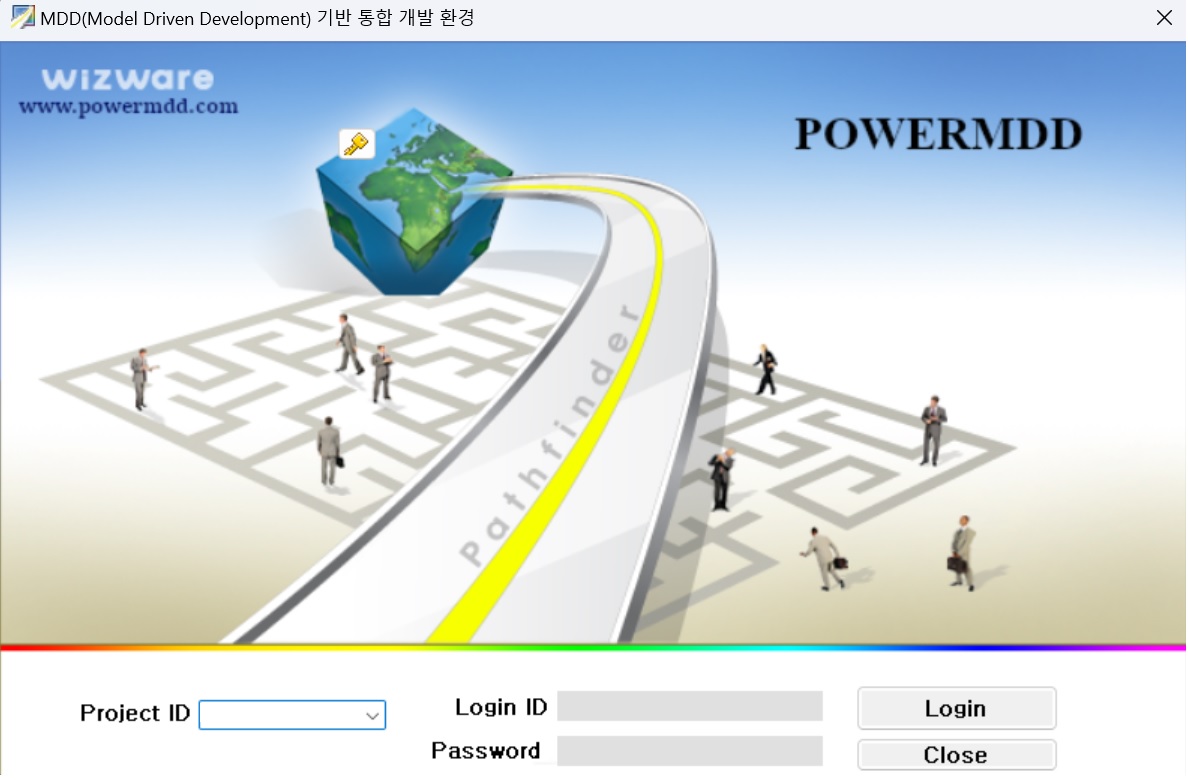 MDD(Model Driven Development) 기반 통합 개발 환경
wizware
www.powermdd.com
POWERMDD
Pathfinder
Project ID
Login ID
Login
Password
Close